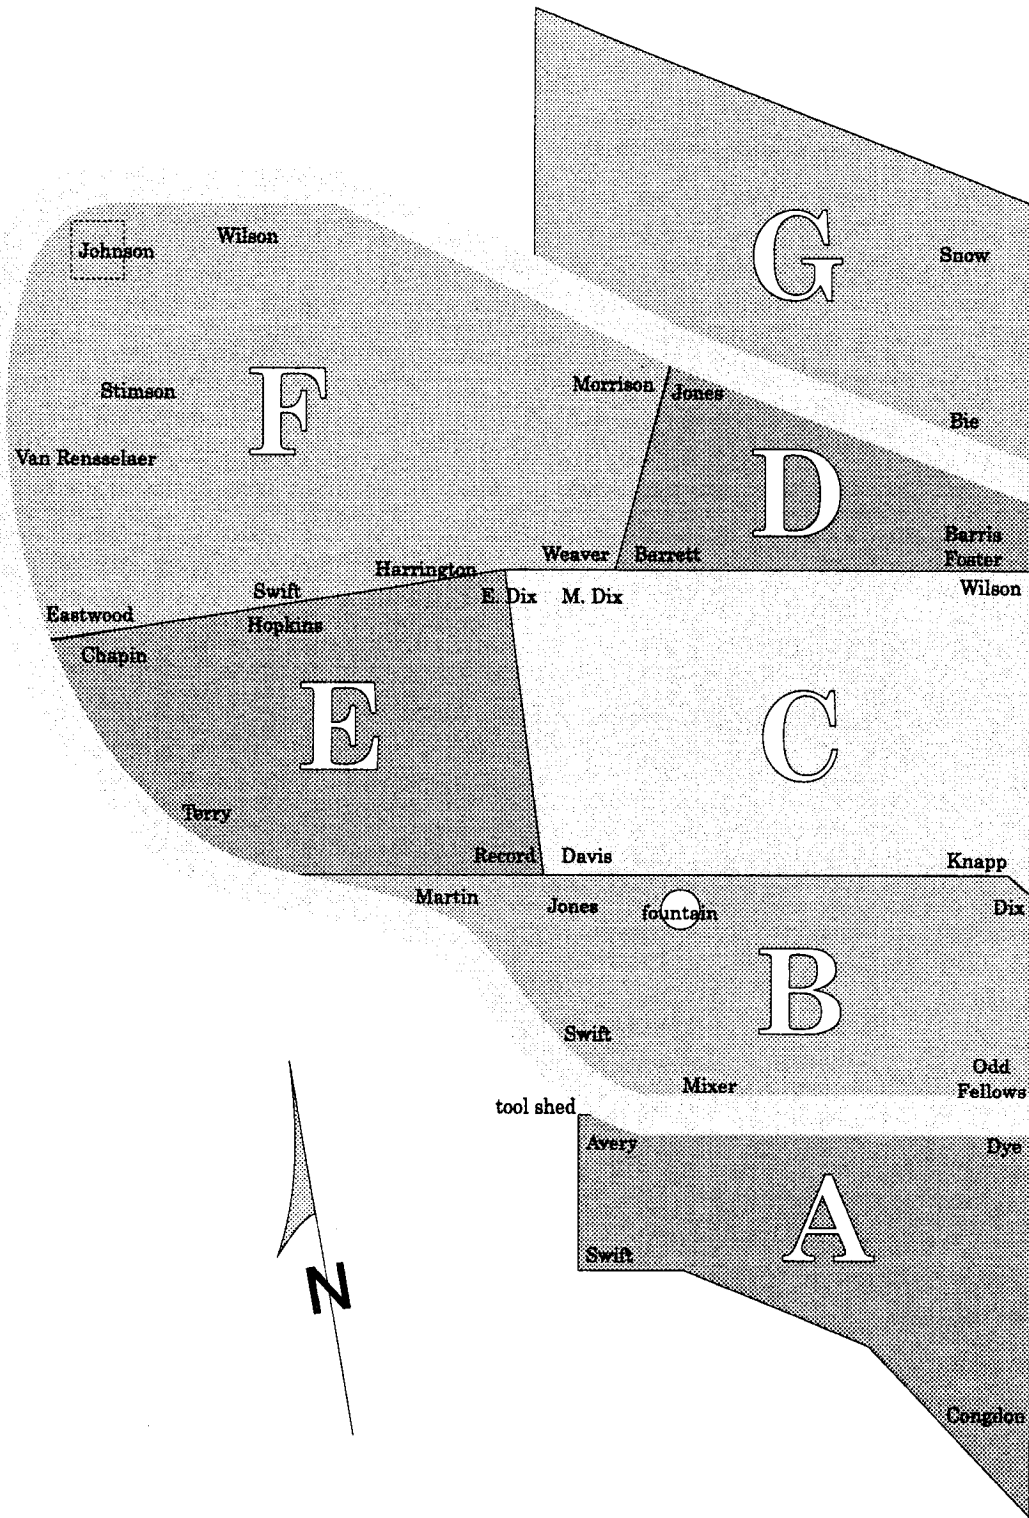 G
Wilson
Johnson
Snow
Morrison
Jones
Stimson
F
Bie
Van Rensselaer
D
Barris
Foster
Weaver
Barrett
Harrington
Swift
E. Dix
M. Dix
Wilson
Eastwood
Hopkins
Chapin
E
C
Terry
Record
Davis
Knapp
Martin
Jones
fountain
Dix
B
Swift
Odd
Fellows
Mixer
tool shed
Avery
Dye
A
Swift
N
Congdon